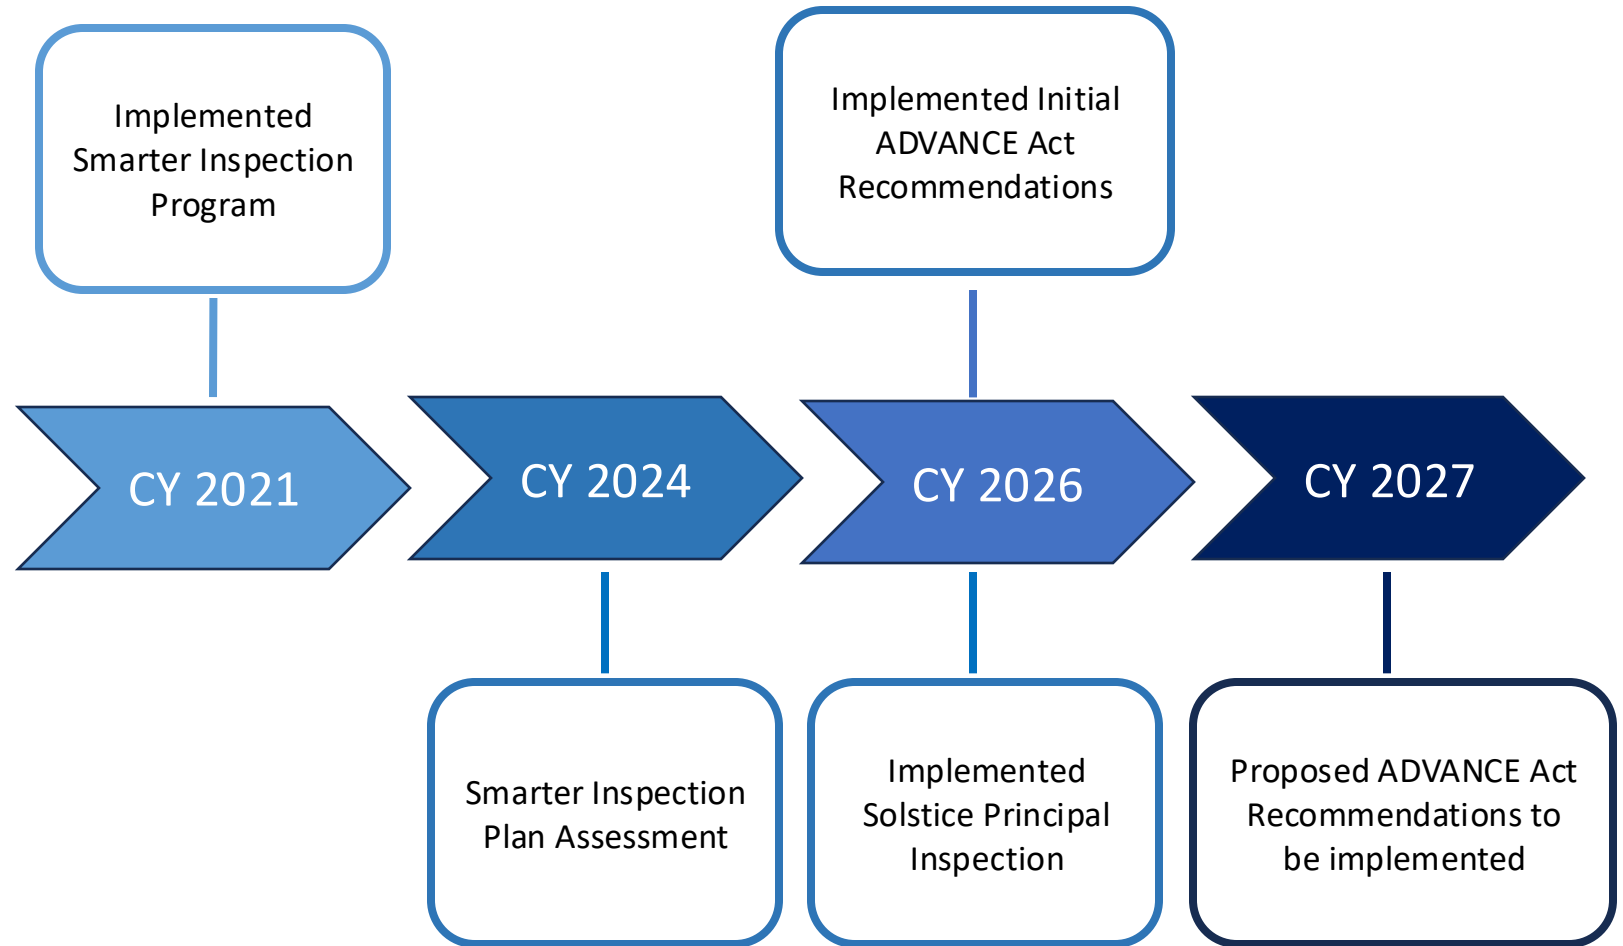 Implemented
Smarter Inspection
Program
Implemented Initial
ADVANCE Act
Recommendations
CY 2021
CY 2024
CY 2026
CY 2027
Smarter Inspection
Plan Assessment
Implemented
Solstice Principal
Inspection
Proposed ADVANCE Act
Recommendations to
be implemented